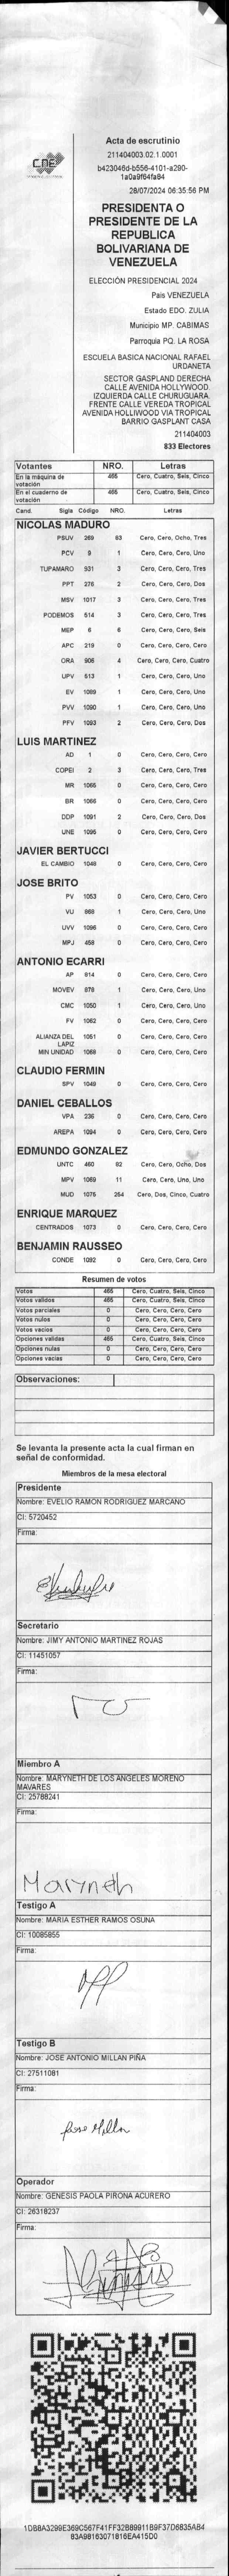 CNE
Acta de escrutinio
211404003.02.1.0001
b423046d-b556-4101-a280-
1a0a9f64fa84
28/07/2024 06:35:56 PM
PRESIDENTA O
PRESIDENTE DE LA
REPUBLICA
BOLIVARIANA DE
VENEZUELA
ELECCIÓN PRESIDENCIAL 2024
Pais VENEZUELA
Estado EDO. ZULIA
Municipio MP. CABIMAS
Parroquia PQ. LA ROSA
ESCUELA BASICA NACIONAL RAFAEL
URDANETA
SECTOR GASPLAND DERECHA
CALLE AVENIDA HOLLYWOOD.
IZQUIERDA CALLE CHURUGUARA.
FRENTE CALLE VEREDA TROPICAL
AVENIDA HOLLIWOOD VIA TROPICAL
BARRIO GASPLANT CASA
211404003
833 Electores
Votantes NRO. Letras
En la máquina de votación 465 Cero, Cuatro, Seis, Cinco
En el cuaderno de votación 465 Cero, Cuatro, Seis, Cinco
Cand. Sigla Código NRO. Letras
NICOLAS MADURO
PSUV 269 83 Cero, Cero, Ocho, Tres
PCV 9 1 Cero, Cero, Cero, Uno
TUPAMARO 931 3 Cero, Cero, Cero, Tres
PPT 276 2 Cero, Cero, Cero, Dos
MSV 1017 3 Cero, Cero, Cero, Tres
PODEMOS 514 3 Cero, Cero, Cero, Tres
MEP 6 6 Cero, Cero, Cero, Seis
APC 219 0 Cero, Cero, Cero, Cero
ORA 906 4 Cero, Cero, Cero, Cuatro
UPV 613 1 Cero, Cero, Cero, Uno
EV 1089 1 Cero, Cero, Cero, Uno
PVV 1090 1 Cero, Cero, Cero, Uno
PFV 1093 2 Cero, Cero, Cero, Dos
LUIS MARTINEZ
AD 1 0 Cero, Cero, Cero, Cero
COPEI 2 3 Cero, Cero, Cero, Tres
MR 1065 0 Cero, Cero, Cero, Cero
BR 1066 0 Cero, Cero, Cero, Cero
DDP 1091 2 Cero, Cero, Cero, Dos
UNE 1095 0 Cero, Cero, Cero, Cero
JAVIER BERTUCCI
EL CAMBIO 1048 0 Cero, Cero, Cero, Cero
JOSE BRITO
PV 1053 0 Cero, Cero, Cero, Cero
VU 868 1 Cero, Cero, Cero, Uno
UVV 1096 0 Cero, Cero, Cero, Cero
MPJ 458 0 Cero, Cero, Cero, Cero
ANTONIO ECARRI
AP 814 0 Cero, Cero, Cero, Cero
MOVEV 878 1 Cero, Cero, Cero, Uno
CMC 1050 1 Cero, Cero, Cero, Uno
FV 1062 0 Cero, Cero, Cero, Cero
ALIANZA DEL LAPIZ 1051 0 Cero, Cero, Cero, Cero
MIN UNIDAD 1068 0 Cero, Cero, Cero, Cero
CLAUDIO FERMIN
SPV 1049 0 Cero, Cero, Cero, Cero
DANIEL CEBALLOS
VPA 236 0 Cero, Cero, Cero, Cero
AREPA 1094 0 Cero, Cero, Cero, Cero
EDMUNDO GONZALEZ
UNTC 460 82 Cero, Cero, Ocho, Dos
MPV 1069 11 Cero, Cero, Uno, Uno
MUD 1075 254 Cero, Dos, Cinco, Cuatro
ENRIQUE MARQUEZ
CENTRADOS 1073 0 Cero, Cero, Cero, Cero
BENJAMIN RAUSSEO
CONDE 1092 0 Cero, Cero, Cero, Cero
Resumen de votos
Votos 465 Cero, Cuatro, Seis, Cinco
Votos validos 465 Cero, Cuatro, Seis, Cinco
Votos parciales 0 Cero, Cero, Cero, Cero
Votos nulos 0 Cero, Cero, Cero, Cero
Votos vacios 0 Cero, Cero, Cero, Cero
Opciones validas 465 Cero, Cuatro, Seis, Cinco
Opciones nulas 0 Cero, Cero, Cero, Cero
Opciones vacias 0 Cero, Cero, Cero, Cero
Observaciones:
Se levanta la presente acta la cual firman en
señal de conformidad.
Miembros de la mesa electoral
Presidente
Nombre: EVELIO RAMON RODRIGUEZ MARCANO
CI: 5720452
Firma:
Secretario
Nombre: JIMY ANTONIO MARTINEZ ROJAS
CI: 11451057
Firma:
Miembro A
Nombre: MARYNETH DE LOS ANGELES MORENO
MAVARES
CI: 25788241
Firma:
Maryneth
Testigo A
Nombre: MARIA ESTHER RAMOS OSUNA
CI: 10085855
Firma:
Testigo B
Nombre: JOSE ANTONIO MILLAN PIÑA
CI: 27511081
Firma:
Jose Millan
Operador
Nombre: GENESIS PAOLA PIRONA ACURERO
CI: 26318237
Firma:
1DB8A3299E369C567F41FF32B89911B9F37D6835AB4
83A98163071816EA415D0